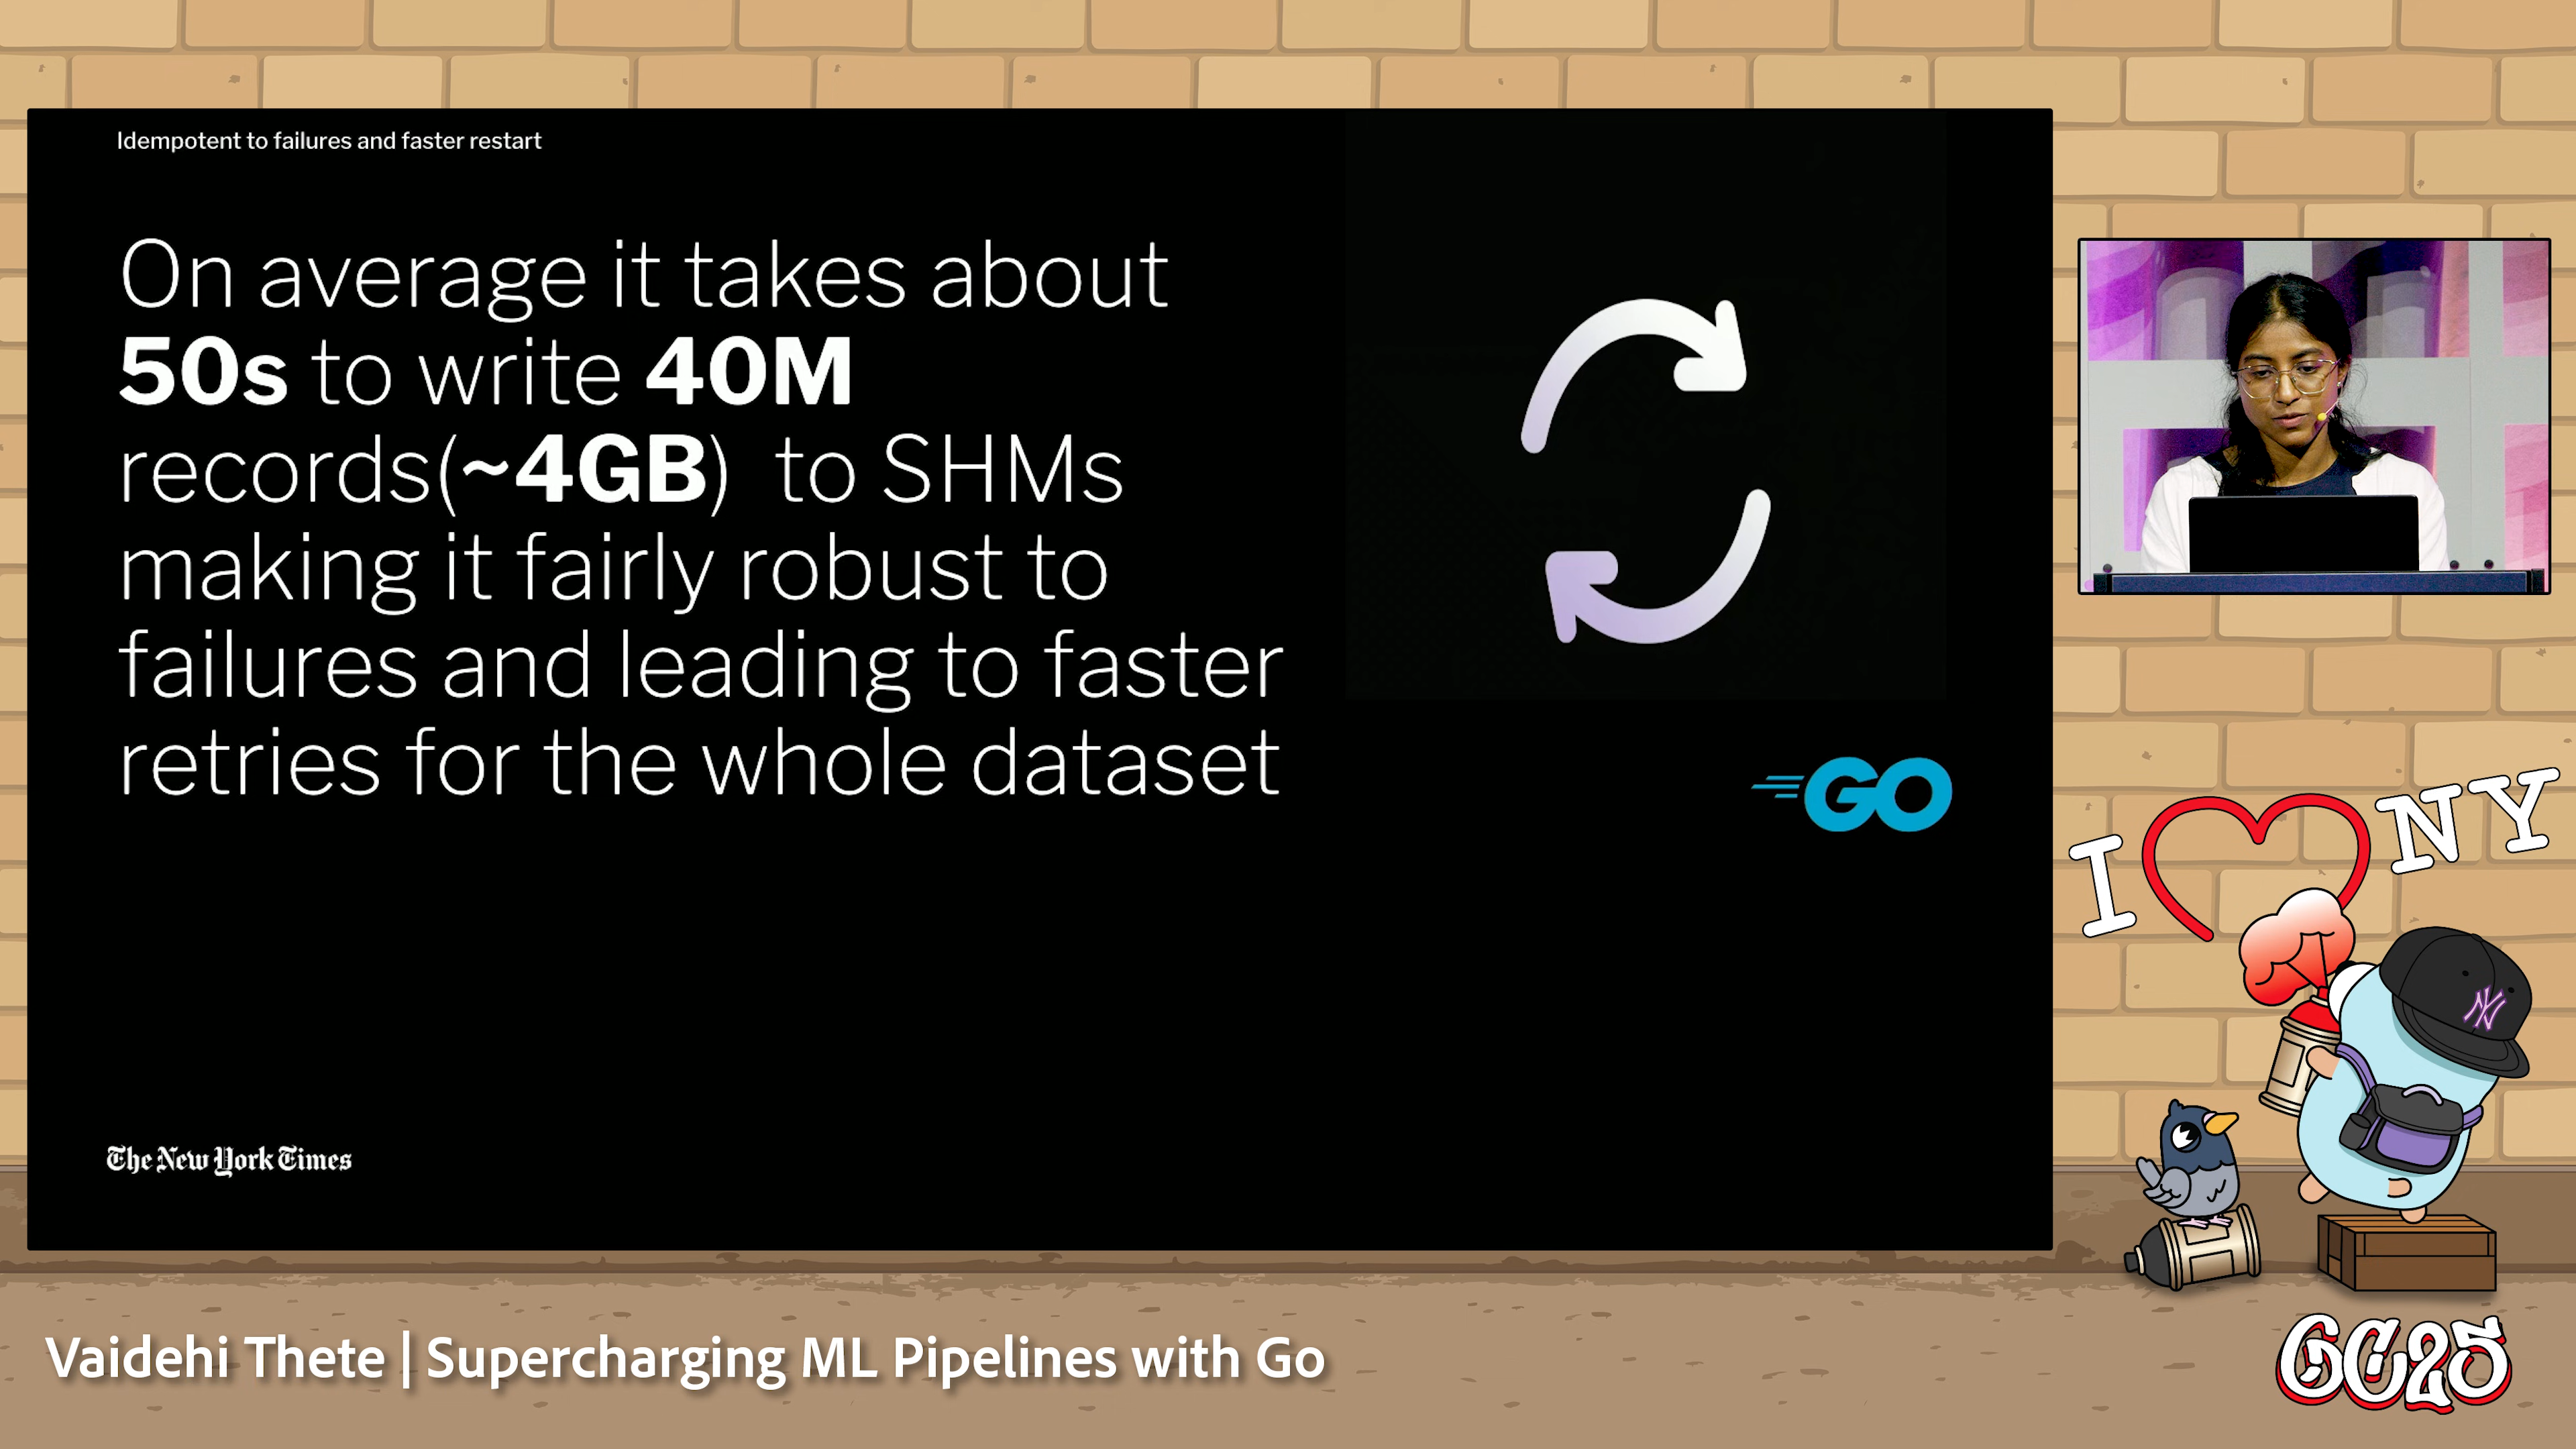 Idempotent to failures and faster restart
On average it takes about
50s to write 40M
records(~4GB)  to SHMs
making it fairly robust to
failures and leading to faster
retries for the whole dataset
GO
The New York Times
I NY
NY
Vaidehi Thete | Supercharging ML Pipelines with Go
GC25